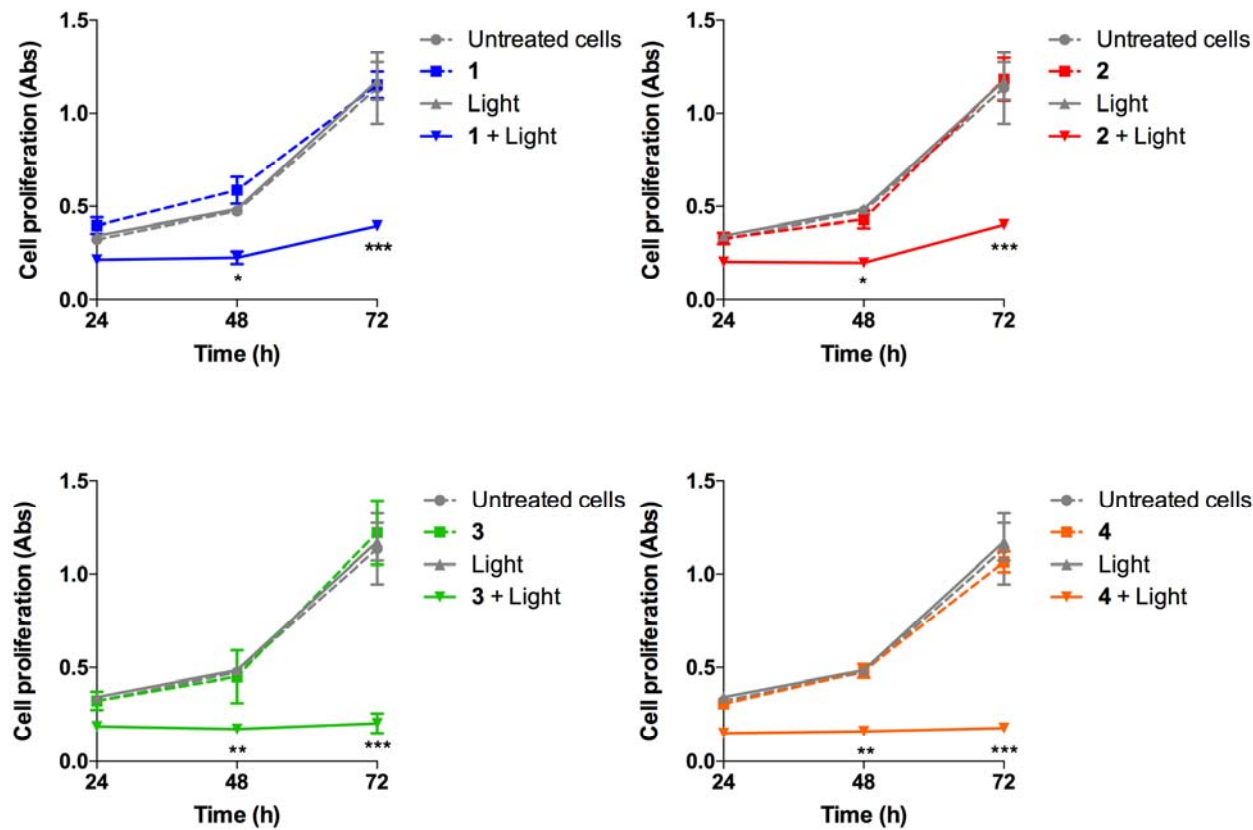 Cell proliferation (Abs)
1.5
1.0
0.5
0.0
24
48
72
Time (h)
*
***
Untreated cells
1
Light
1 + Light
Cell proliferation (Abs)
1.5
1.0
0.5
0.0
24
48
72
Time (h)
*
***
Untreated cells
2
Light
2 + Light
Cell proliferation (Abs)
1.5
1.0
0.5
0.0
24
48
72
Time (h)
**
***
Untreated cells
3
Light
3 + Light
Cell proliferation (Abs)
1.5
1.0
0.5
0.0
24
48
72
Time (h)
**
***
Untreated cells
4
Light
4 + Light